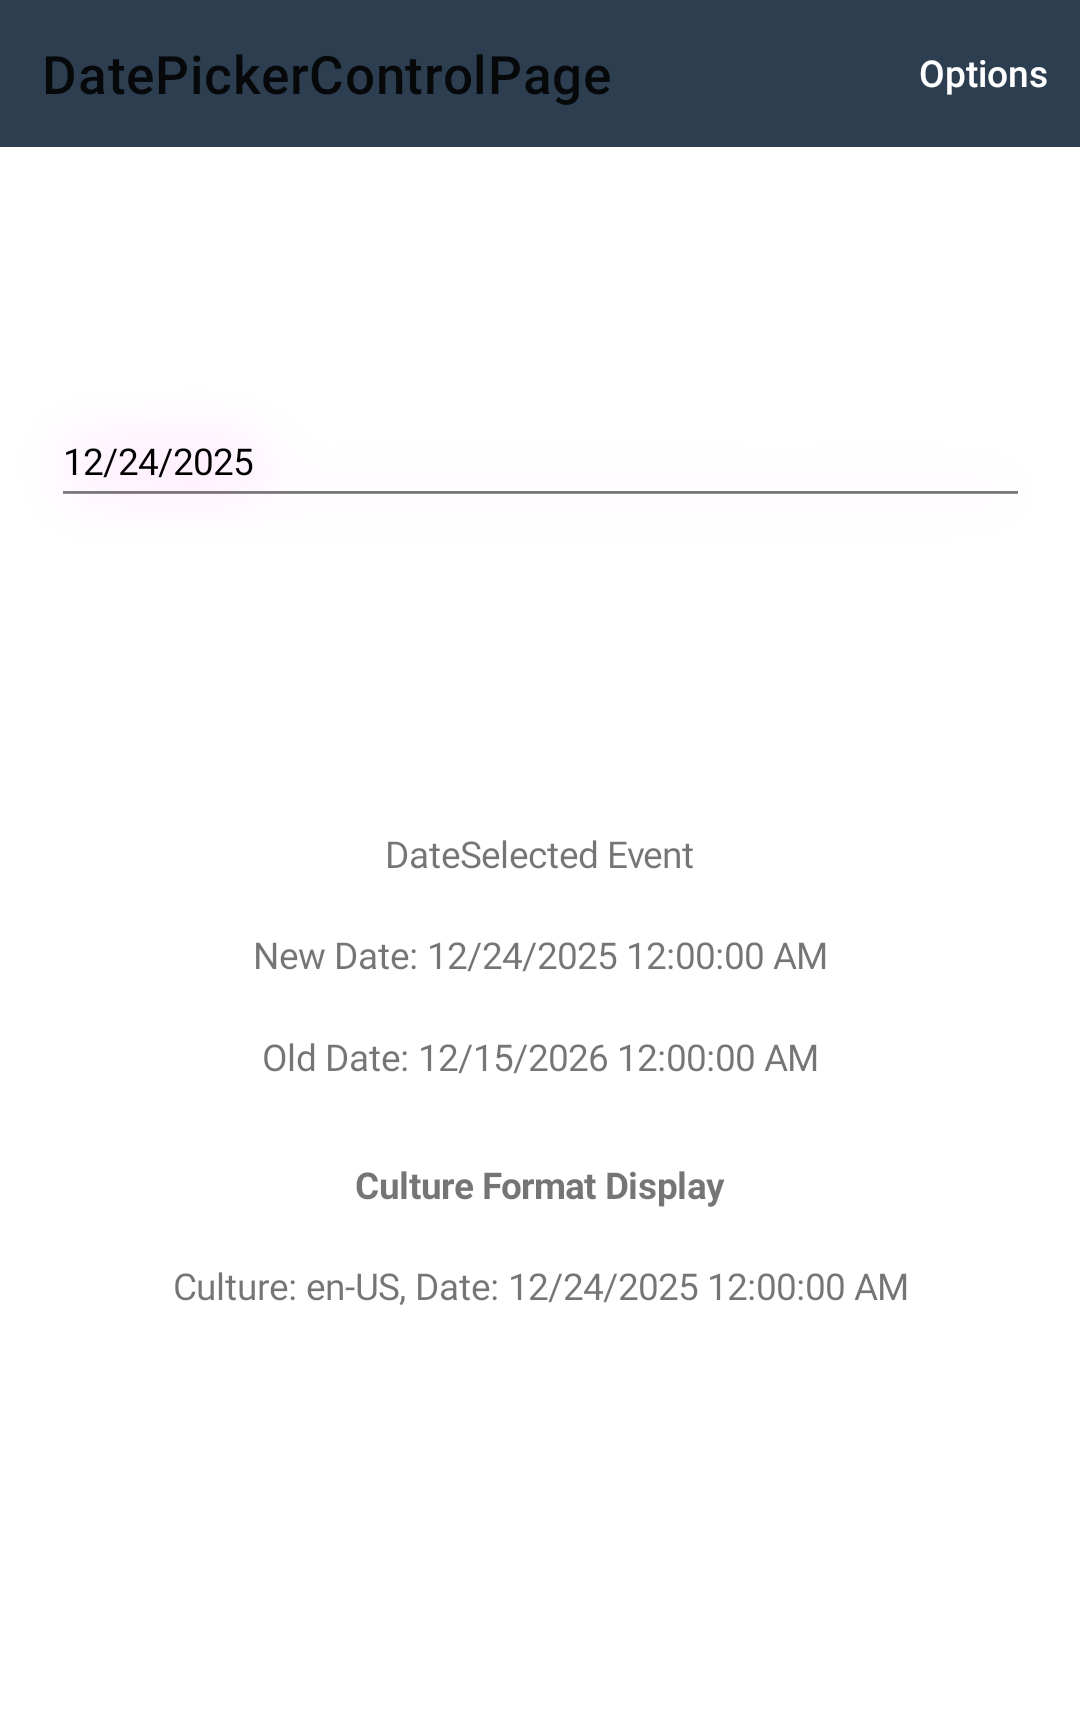 DatePickerControlPage
Options
12/24/2025
DateSelected Event
New Date: 12/24/2025 12:00:00 AM
Old Date: 12/15/2026 12:00:00 AM
Culture Format Display
Culture: en-US, Date: 12/24/2025 12:00:00 AM